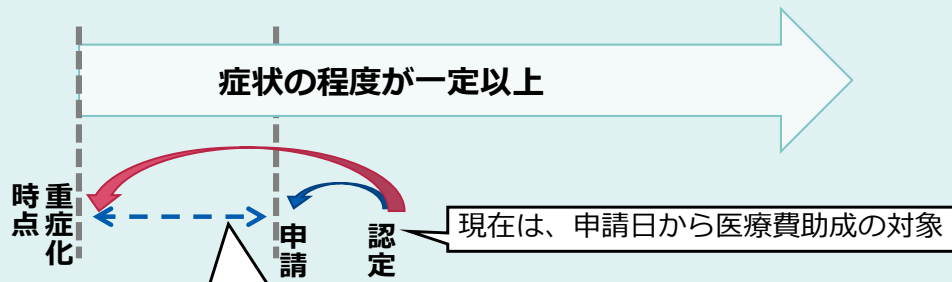 症状の程度が一定以上
重症化
時点
申請
認定
現在は、申請日から医療費助成の対象